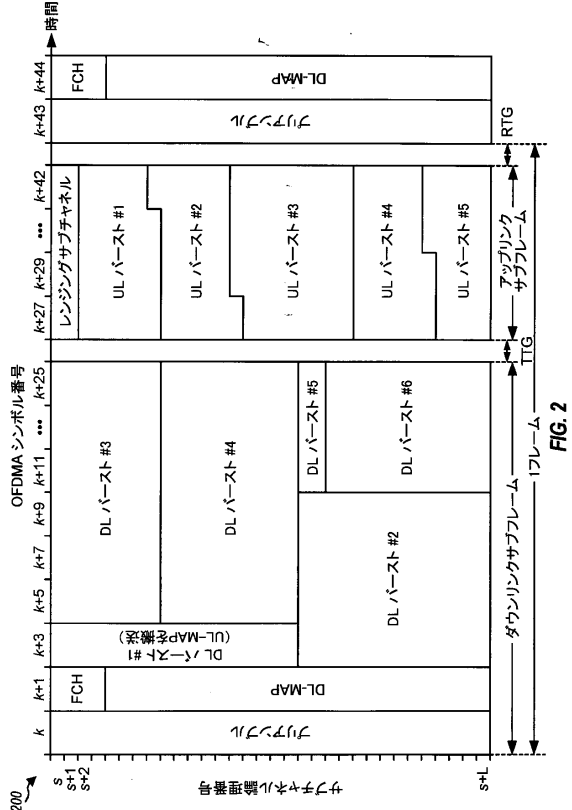 200
OFDMA シンボル番号
k k+1 k+3 k+5 k+7 k+9 k+11 ••• k+25 k+27 k+29 ••• k+42 k+43 k+44
時間
s
s+1
s+2
s+L
サブチャネル論理番号
プリアンブル
FCH
DL-MAP
DL バースト #1
(UL-MAPを搬送)
DL バースト #3
DL バースト #4
DL バースト #2
DL バースト #5
DL バースト #6
レンジングサブチャネル
UL バースト #1
UL バースト #2
UL バースト #3
UL バースト #4
UL バースト #5
プリアンブル
FCH
DL-MAP
ダウンリンクサブフレーム
TTG
アップリンク
サブフレーム
RTG
1フレーム
FIG. 2